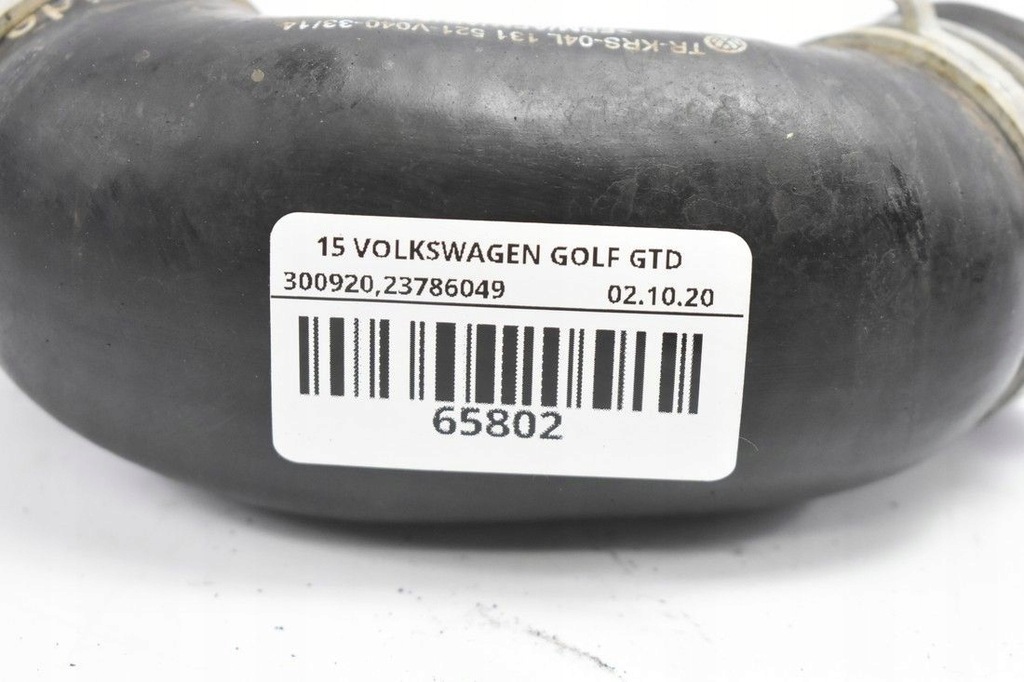 TR-KRS-04L 131 521-V040-33/14
15 VOLKSWAGEN GOLF GTD
300920,23786049 02.10.20
65802